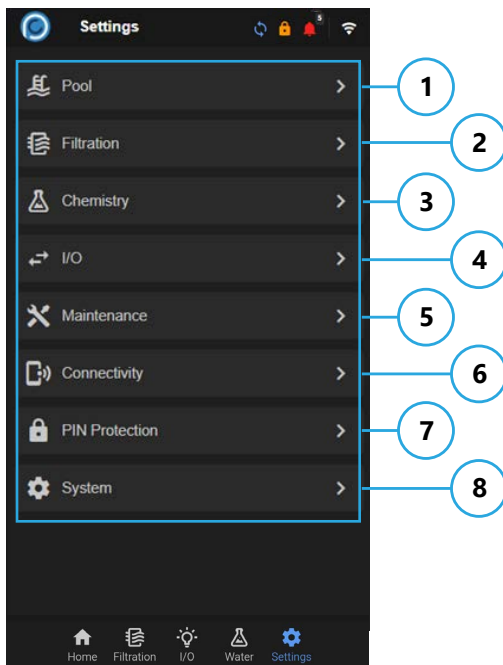 Settings 5
Pool 1
Filtration 2
Chemistry 3
I/O 4
Maintenance 5
Connectivity 6
PIN Protection 7
System 8
Home Filtration I/O Water Settings